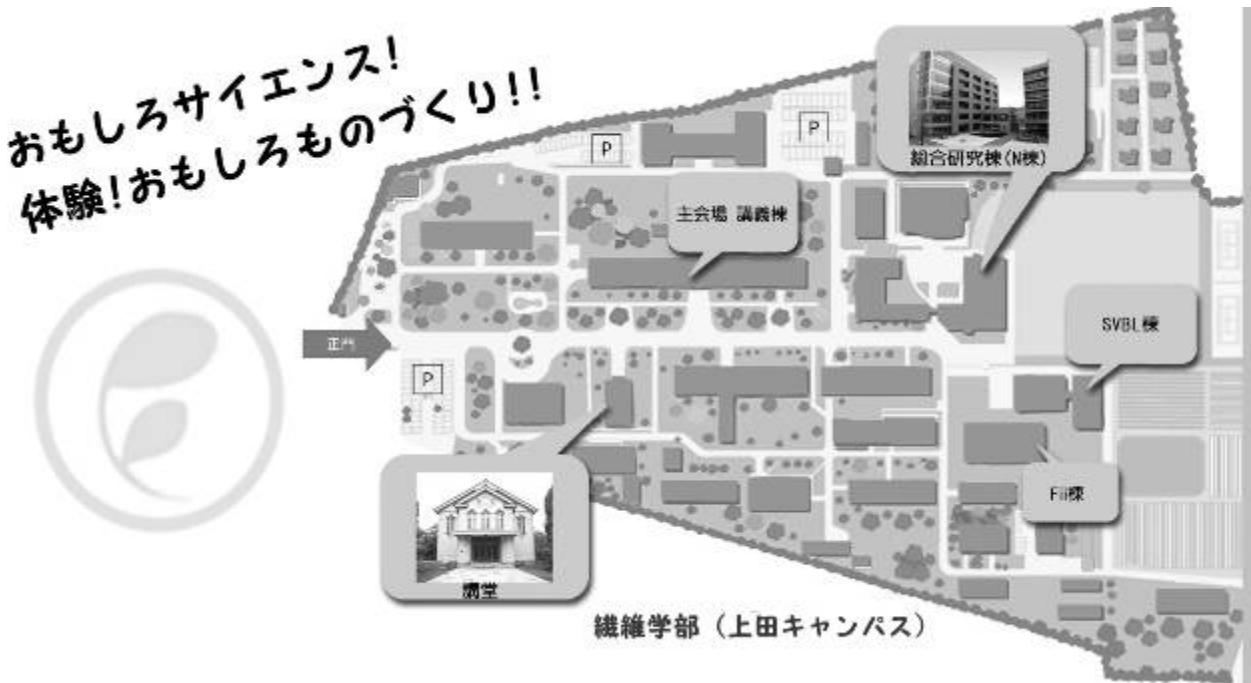 おもしろサイエンス!
体験!おもしろものづくり!!
P
P
総合研究棟(N棟)
主会場 講義棟
SVBL棟
正門
P
Fii棟
講堂
繊維学部(上田キャンパス)